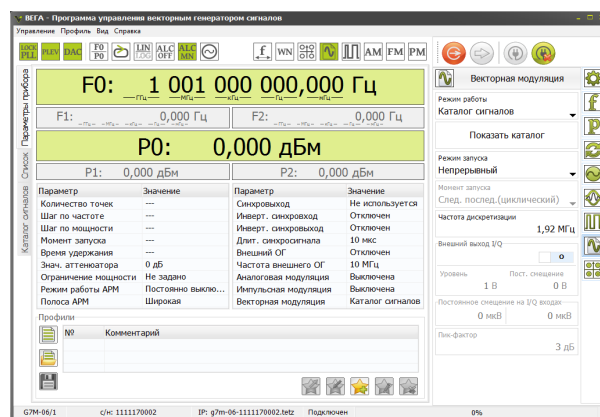 ВЕГА - Программа управления векторным генератором сигналов
Управление Профиль Вид Справка
LOCK PLL PLEV DAC F0 P0 LIN LOG ALC OFF ALC MN f WN AM FM PM
Параметры прибора
Список
Каталог сигналов
F0: 1 001 000 000,000 Гц
ГГц МГц кГц Гц мГц
F1: 0,000 Гц
F2: 0,000 Гц
P0: 0,000 дБм
P1: 0,000 дБм
P2: 0,000 дБм
Параметр Значение
Количество точек ---
Шаг по частоте ---
Шаг по мощности ---
Момент запуска ---
Время удержания ---
Знач. аттенюатора 0 дБ
Ограничение мощности Не задано
Режим работы АРМ Постоянно выклю...
Полоса АРМ Широкая
Параметр Значение
Синхровыход Не используется
Инверт. синхровход Отключен
Инверт. синхровыход Отключен
Длит. синхросигнала 10 мкс
Внешний ОГ Отключен
Частота внешнего ОГ 10 МГц
Аналоговая модуляция Выключена
Импульсная модуляция Выключена
Векторная модуляция Каталог сигналов
Профили
№ Комментарий
Векторная модуляция
Режим работы
Каталог сигналов
Показать каталог
Режим запуска
Непрерывный
Момент запуска
След. послед.(циклический)
Частота дискретизации
1,92 МГц
Внешний выход I/Q
О
Уровень Пост. смещение
1 В 0 В
Постоянное смещение на I/Q входах
0 мкВ 0 мкВ
Пик-фактор
3 дБ
f
p
G7M-06/1 с/н: 1111170002 IP: g7m-06-1111170002.tetz Подключен 0%